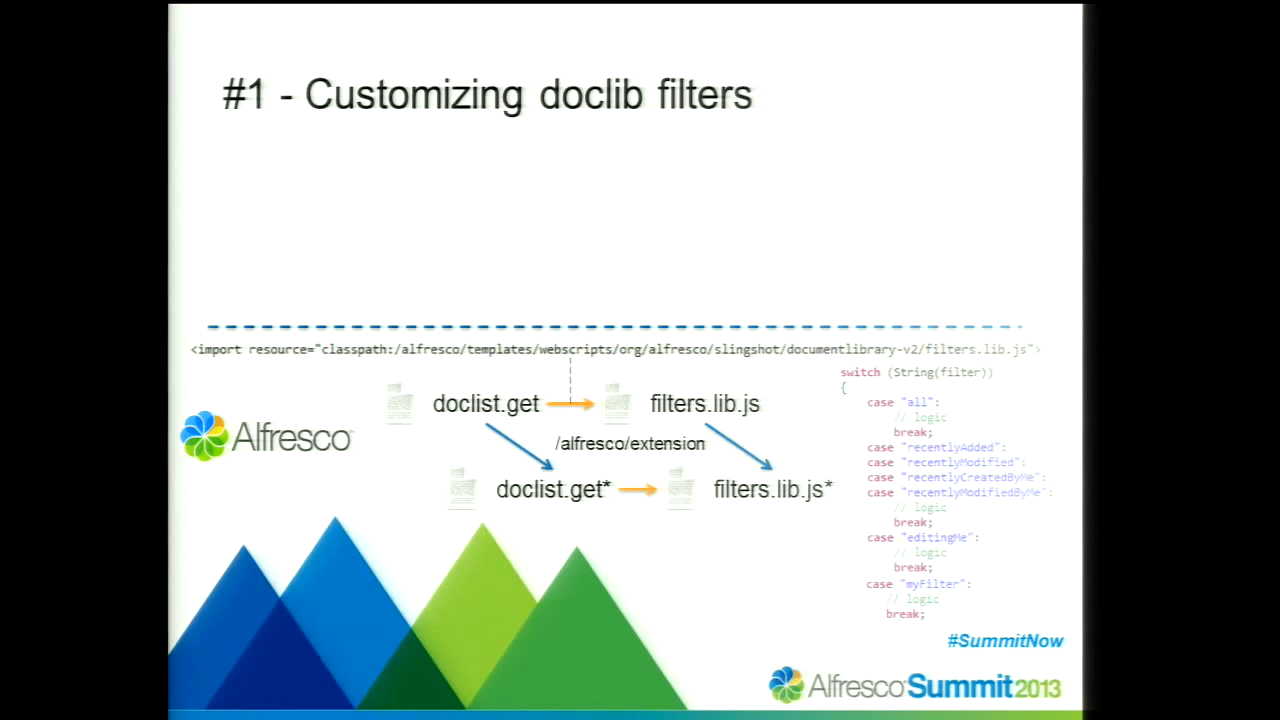 #1 - Customizing doclib filters
<import resource="classpath:/alfresco/templates/webscripts/org/alfresco/slingshot/documentlibrary-v2/filters.lib.js">
doclist.get
filters.lib.js
Alfresco
/alfresco/extension
doclist.get*
filters.lib.js*
switch (String(filter))
{
case "all":
// logic
break;
case "recentlyAdded":
case "recentlyModified":
case "recentlyCreatedByMe":
case "recentlyModifiedByMe":
// logic
break;
case "editingMe":
// logic
break;
case "myFilter":
// logic
break;
#SummitNow
Alfresco Summit 2013